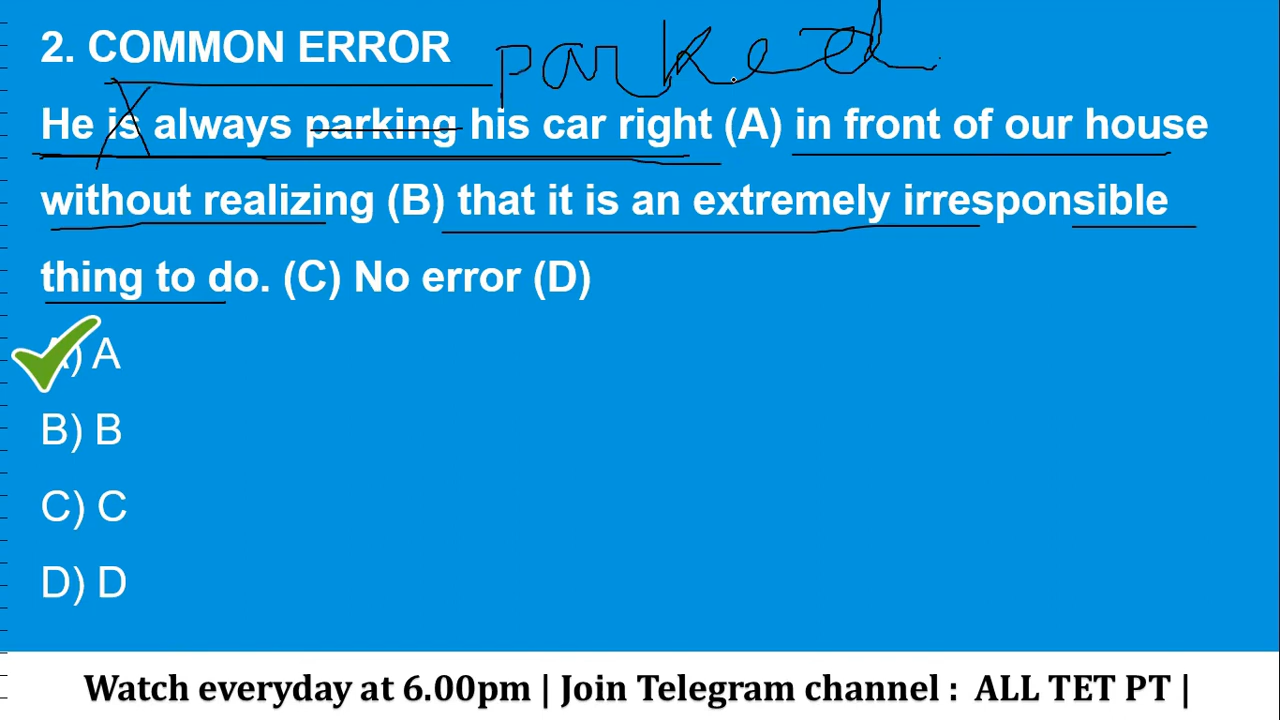 2. COMMON ERROR parked
He is always parking his car right (A) in front of our house
without realizing (B) that it is an extremely irresponsible
thing to do. (C) No error (D)
A) A
B) B
C) C
D) D
Watch everyday at 6.00pm | Join Telegram channel : ALL TET PT |